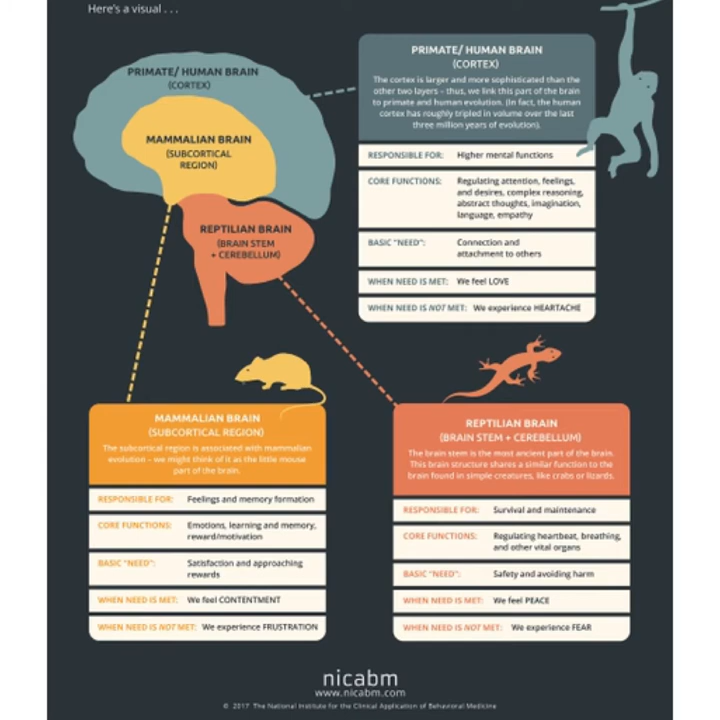 Here's a visual . . .
PRIMATE/ HUMAN BRAIN
(CORTEX)
MAMMALIAN BRAIN
(SUBCORTICAL
REGION)
REPTILIAN BRAIN
(BRAIN STEM
+ CEREBELLUM)
PRIMATE/ HUMAN BRAIN
(CORTEX)
The cortex is larger and more sophisticated than the
other two layers – thus, we link this part of the brain
to primate and human evolution. (In fact, the human
cortex has roughly tripled in volume over the last
three million years of evolution).
RESPONSIBLE FOR: Higher mental functions
CORE FUNCTIONS: Regulating attention, feelings,
and desires, complex reasoning,
abstract thoughts, imagination,
language, empathy
BASIC "NEED": Connection and
attachment to others
WHEN NEED IS MET: We feel LOVE
WHEN NEED IS NOT MET: We experience HEARTACHE
MAMMALIAN BRAIN
(SUBCORTICAL REGION)
The subcortical region is associated with mammalian
evolution – we might think of it as the little mouse
part of the brain.
RESPONSIBLE FOR: Feelings and memory formation
CORE FUNCTIONS: Emotions, learning and memory,
reward/motivation
BASIC "NEED": Satisfaction and approaching
rewards
WHEN NEED IS MET: We feel CONTENTMENT
WHEN NEED IS NOT MET: We experience FRUSTRATION
REPTILIAN BRAIN
(BRAIN STEM + CEREBELLUM)
The brain stem is the most ancient part of the brain.
This brain structure shares a similar function to the
brain found in simple creatures, like crabs or lizards.
RESPONSIBLE FOR: Survival and maintenance
CORE FUNCTIONS: Regulating heartbeat, breathing,
and other vital organs
BASIC "NEED": Safety and avoiding harm
WHEN NEED IS MET: We feel PEACE
WHEN NEED IS NOT MET: We experience FEAR
nicabm
www.nicabm.com
© 2017 The National Institute for the Clinical Application of Behavioral Medicine